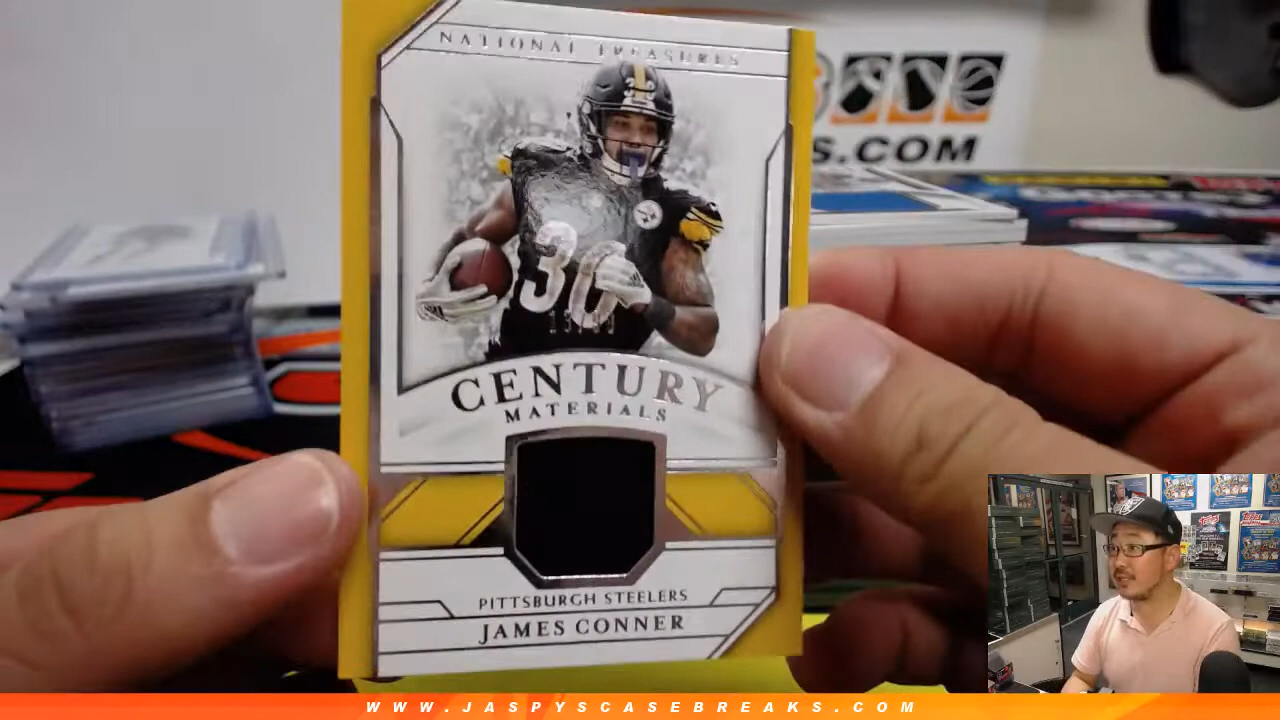 NATIONAL TREASURES
S.COM
30
CENTURY
MATERIALS
PITTSBURGH STEELERS
JAMES CONNER
WWW.JASPYSCASEBREAKS.COM